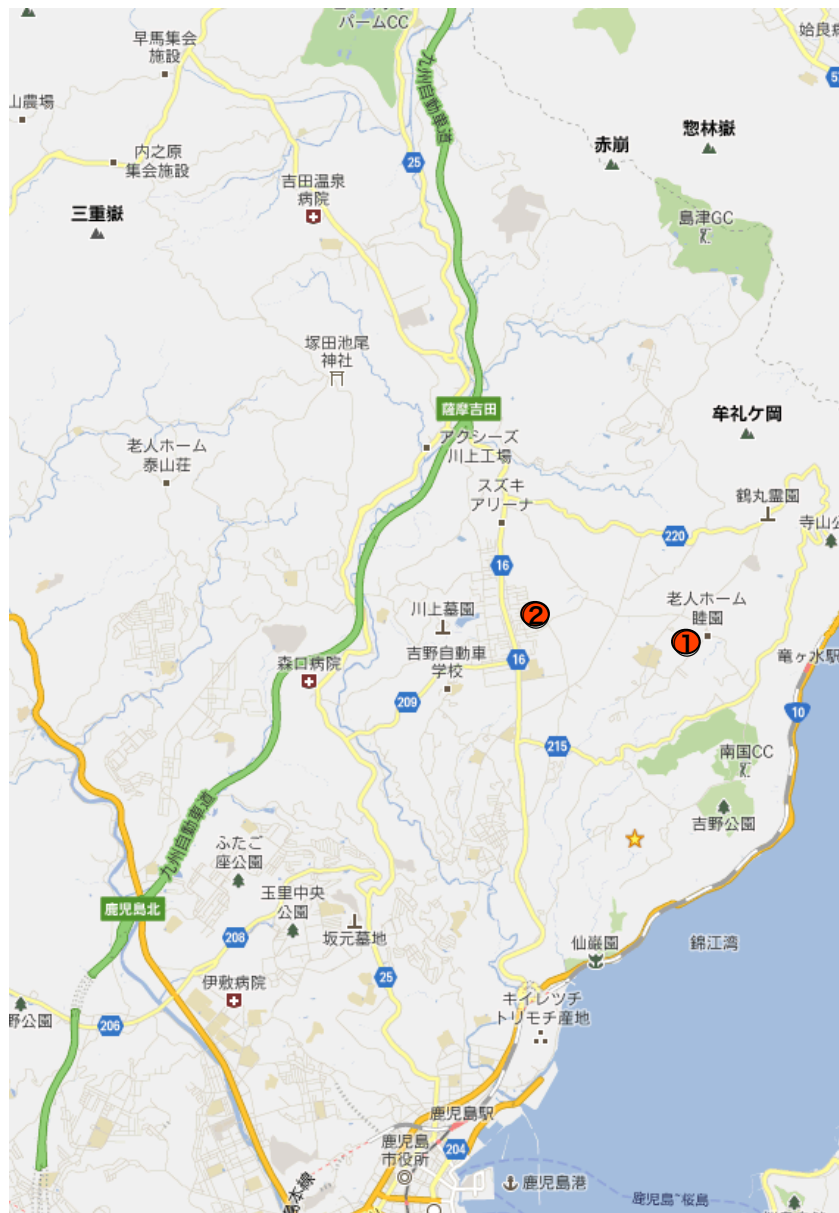 パームCC
早馬集会
施設
九州自動車道
姶良病
57
山農場
内之原
集会施設
25
吉田温泉
病院
赤崩
惣林嶽
三重嶽
島津GC
塚田池尾
神社
薩摩吉田
牟礼ケ岡
アクシーズ
川上工場
老人ホーム
泰山荘
スズキ
アリーナ
鶴丸霊園
寺山公
220
16
②
老人ホーム
睦園
①
川上墓園
吉野自動車
学校
16
竜ヶ水駅
森口病院
209
10
215
南国CC
吉野公園
九州自動車道
ふたご
座公園
玉里中央
公園
鹿児島北
208
坂元墓地
仙巌園
錦江湾
25
伊敷病院
キイレツチ
トリモチ産地
野公園
206
鹿児島駅
鹿児島
市役所
204
島本線
鹿児島港
鹿児島~桜島